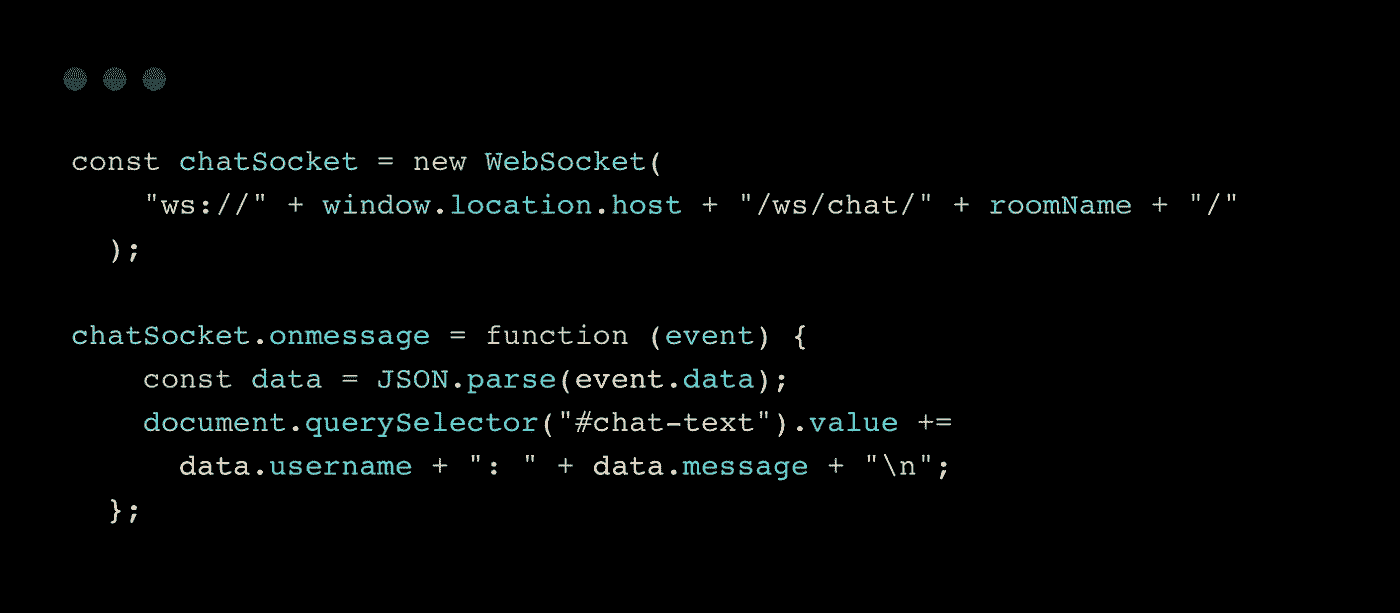 const chatSocket = new WebSocket(
    "ws://" + window.location.host + "/ws/chat/" + roomName + "/"
  );

chatSocket.onmessage = function (event) {
    const data = JSON.parse(event.data);
    document.querySelector("#chat-text").value +=
      data.username + ": " + data.message + "\n";
  };